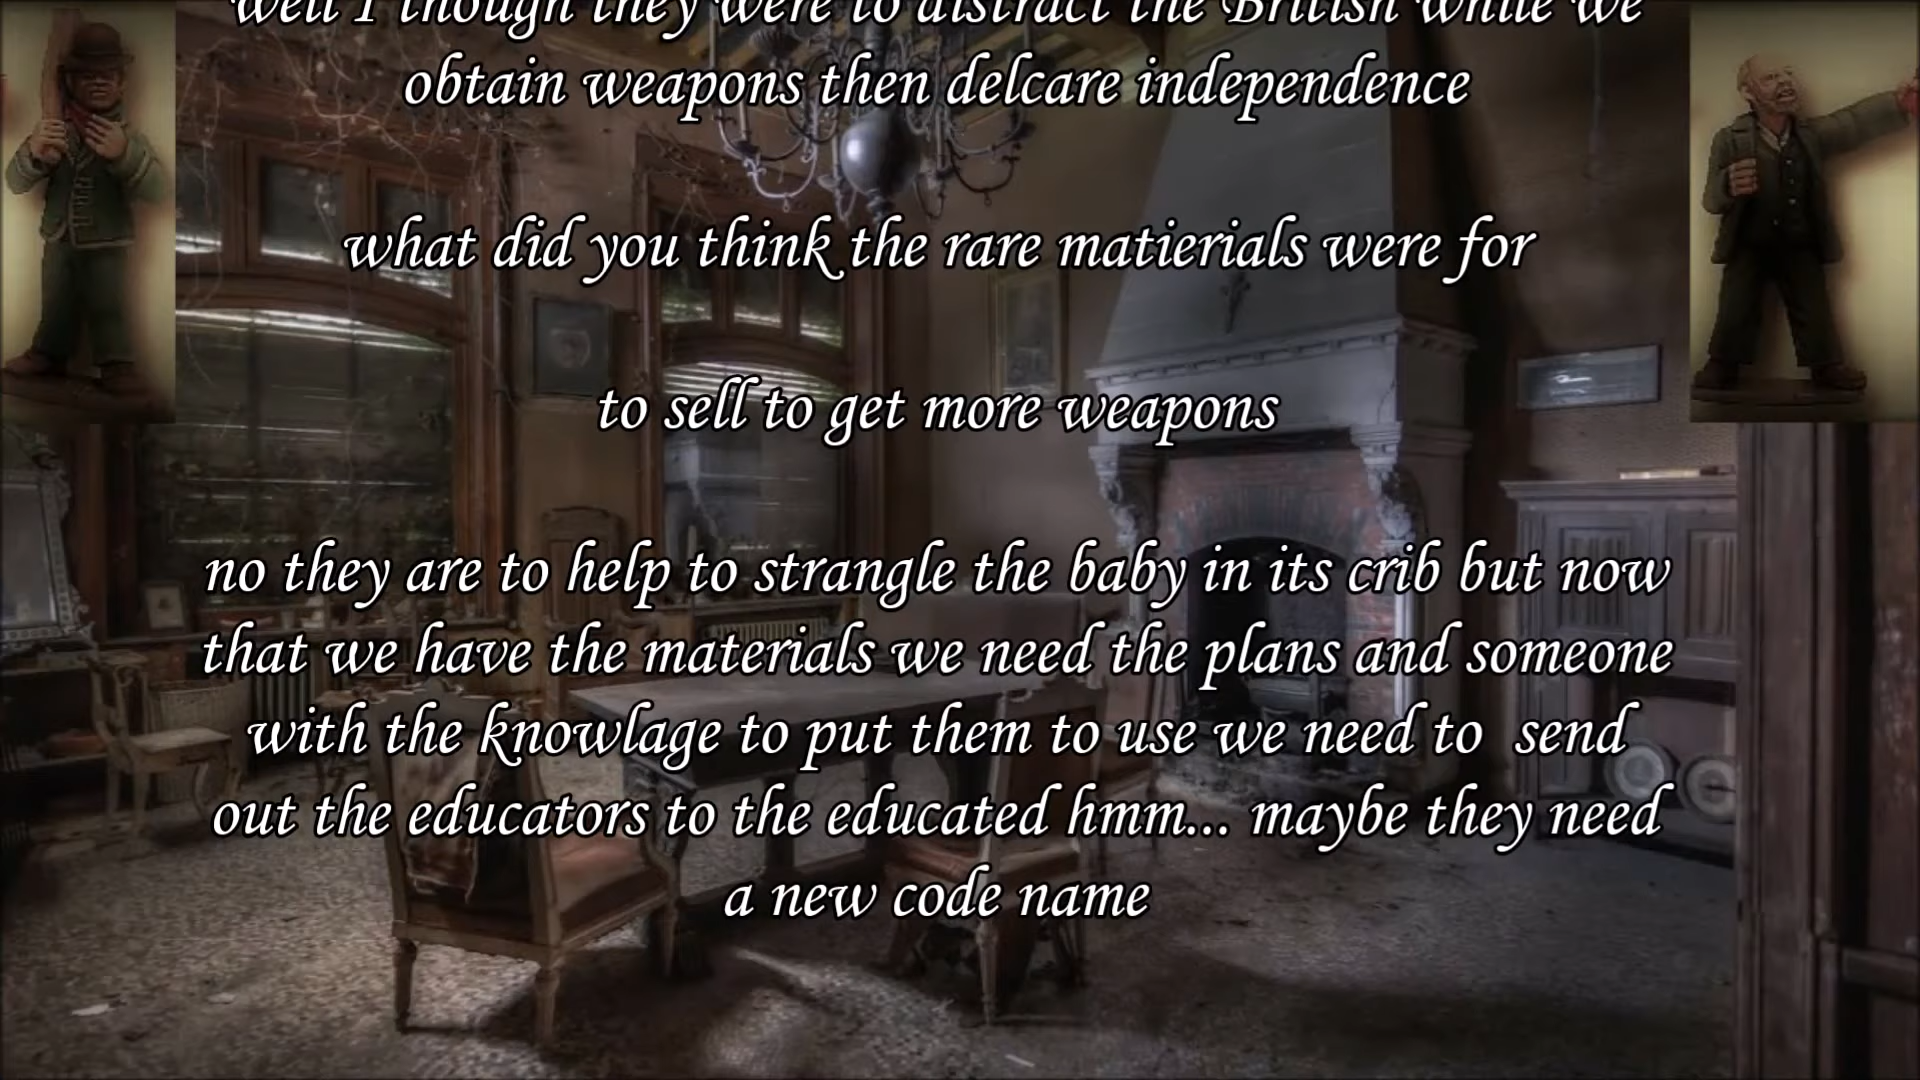 well I though they were to distract the British while we
obtain weapons then delcare independence
what did you think the rare matierials were for
to sell to get more weapons
no they are to help to strangle the baby in its crib but now
that we have the materials we need the plans and someone
with the knowlage to put them to use we need to send
out the educators to the educated hmm... maybe they need
a new code name